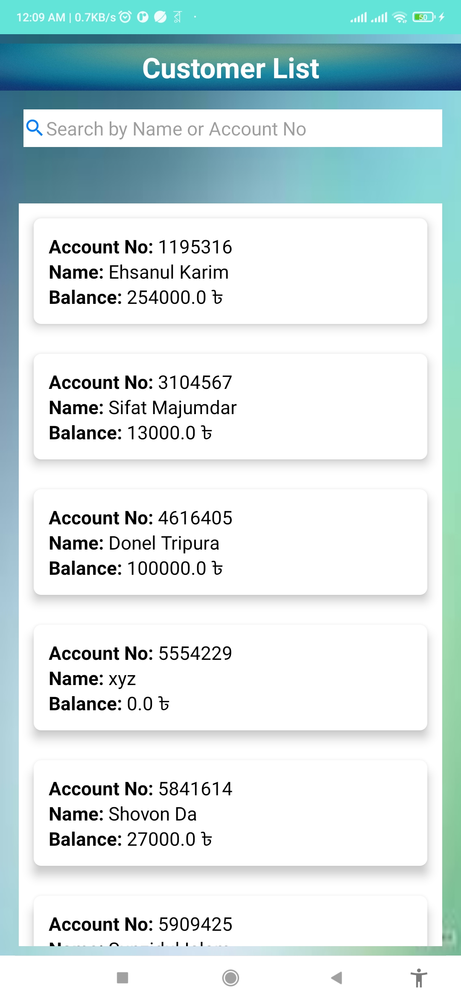 12:09 AM | 0.7KB/s
50
Customer List
Search by Name or Account No
Account No: 1195316
Name: Ehsanul Karim
Balance: 254000.0 ৳
Account No: 3104567
Name: Sifat Majumdar
Balance: 13000.0 ৳
Account No: 4616405
Name: Donel Tripura
Balance: 100000.0 ৳
Account No: 5554229
Name: xyz
Balance: 0.0 ৳
Account No: 5841614
Name: Shovon Da
Balance: 27000.0 ৳
Account No: 5909425
Name: